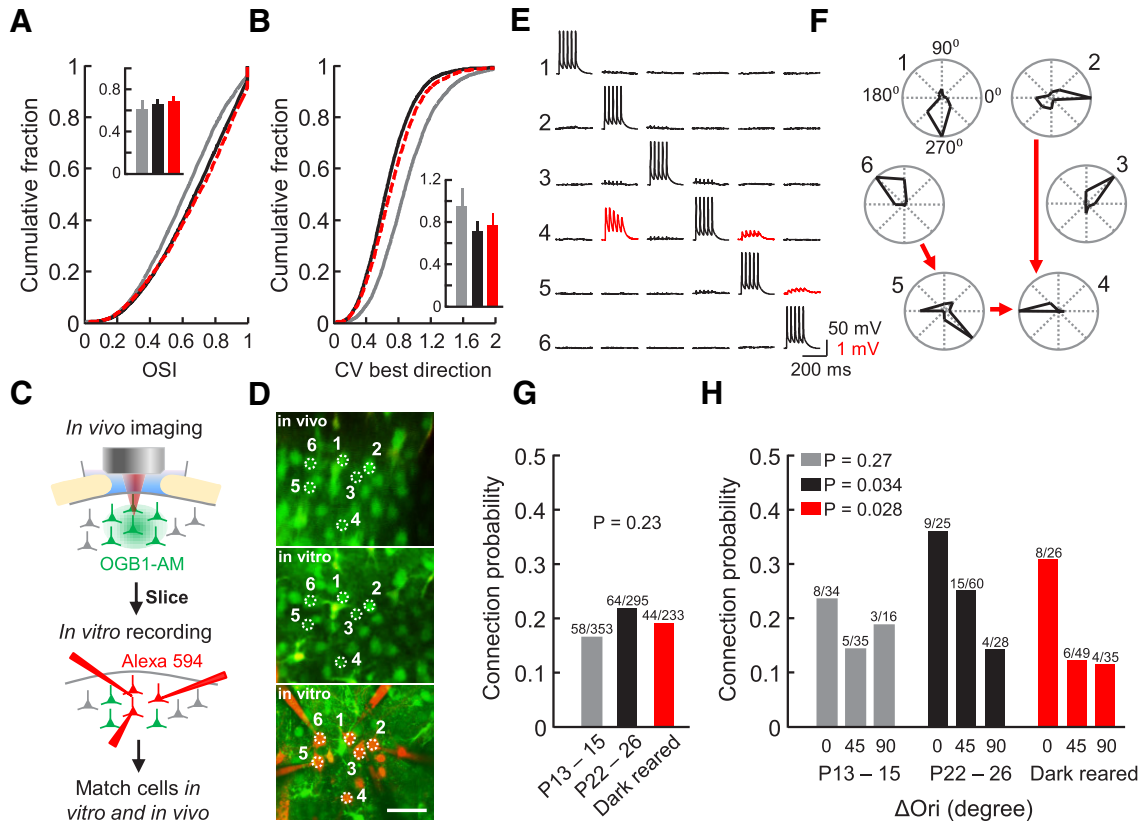 A
Cumulative fraction
1
0.8
0.6
0.4
0.2
0
0.2
0.6
1
OSI
0.8
0.4
0
B
Cumulative fraction
1
0.8
0.6
0.4
0.2
0
0
0.4
0.8
1.2
1.6
2
CV best direction
1.2
0.9
0.6
0.3
0
E
1
2
3
4
5
6
50 mV
1 mV
200 ms
F
1
90⁰
180⁰
0⁰
270⁰
2
3
4
5
6
C
In vivo imaging
OGB1-AM
Slice
In vitro recording
Alexa 594
Match cells in
vitro and in vivo
D
in vivo
6 1 2
5 3
4
in vitro
6 1 2
5 3
4
in vitro
6 1 2
5 3
4
G
Connection probability
0.5
0.4
0.3
0.2
0.1
0
P = 0.23
58/353
64/295
44/233
P13 – 15
P22 – 26
Dark reared
H
Connection probability
0.5
0.4
0.3
0.2
0.1
0
P = 0.27
P = 0.034
P = 0.028
8/34
5/35
3/16
9/25
15/60
4/28
8/26
6/49
4/35
0 45 90
0 45 90
0 45 90
P13 – 15
P22 – 26
Dark reared
ΔOri (degree)